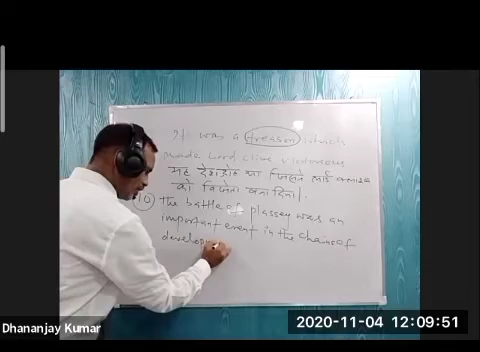 It was a treason which
made Lord Clive victorious
यह देशद्रोह था जिसने लार्ड क्लाइव
को विजेता बना दिया।
10 the battle of plassey was an
important event in the chain of
develop
Dhananjay Kumar
2020-11-04 12:09:51